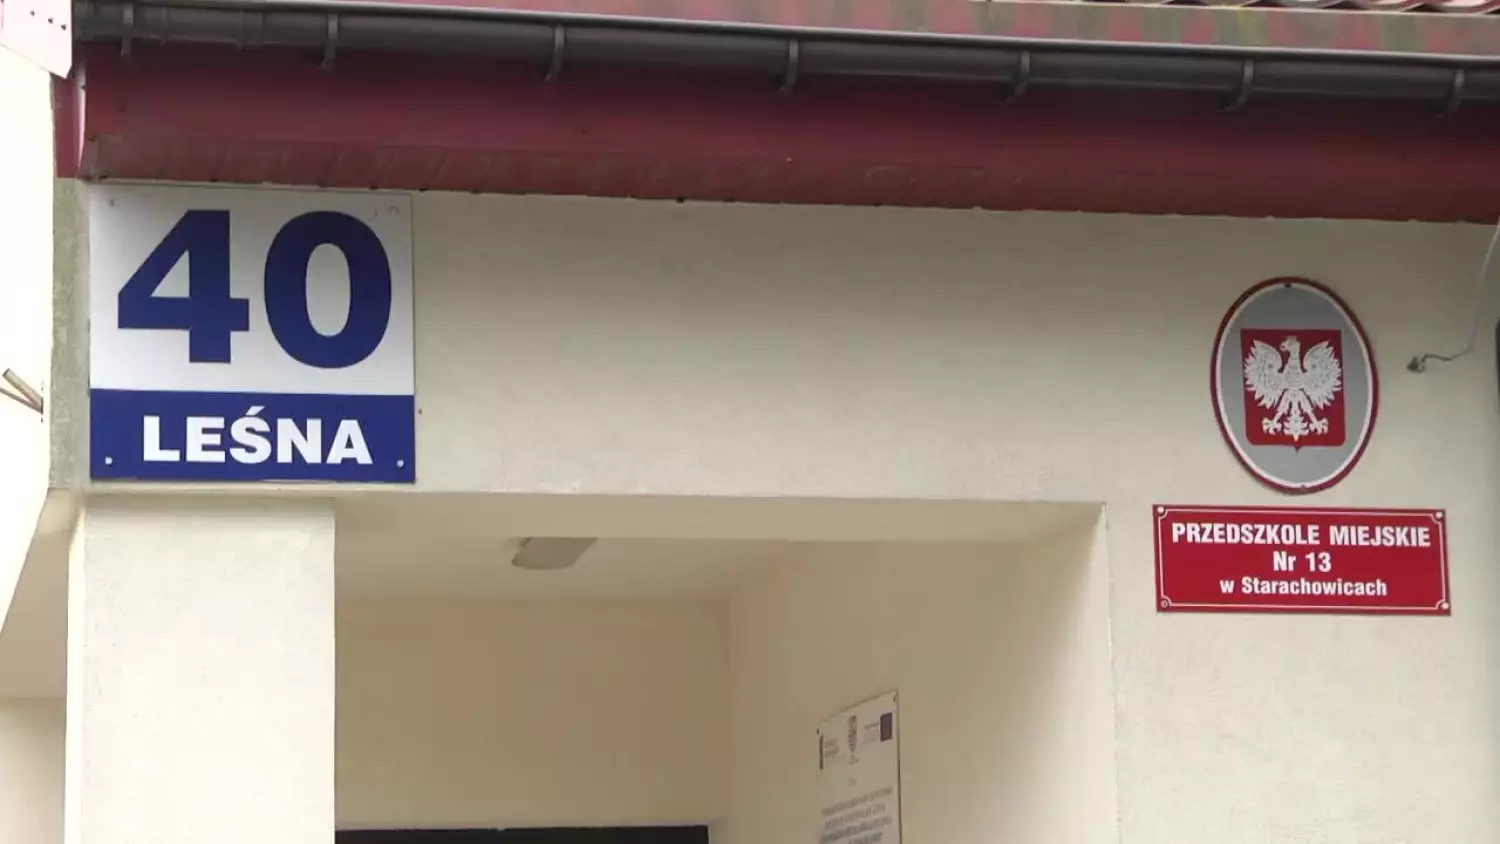 40
LEŚNA
PRZEDSZKOLE MIEJSKIE
Nr 13
w Starachowicach